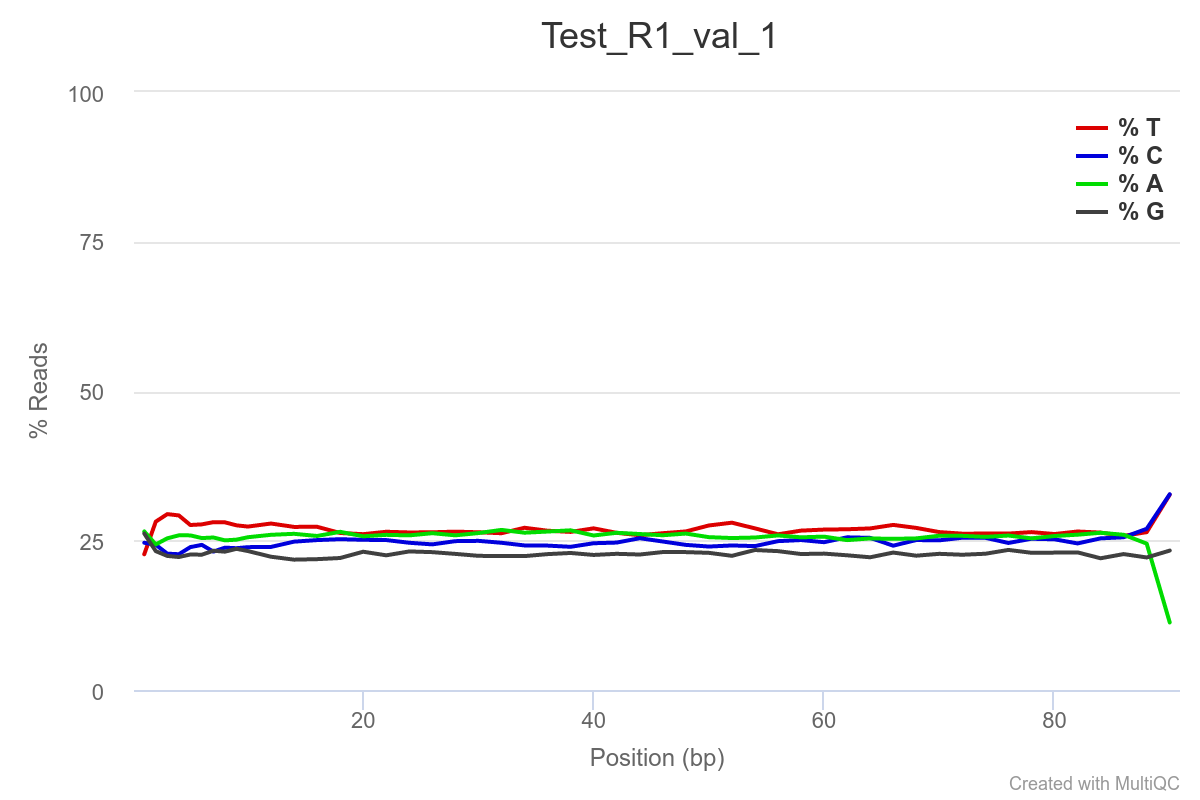 Test_R1_val_1
100
75
50
25
0
% Reads
% T
% C
% A
% G
20
40
60
80
Position (bp)
Created with MultiQC